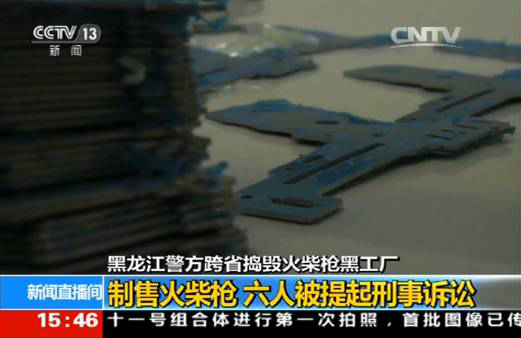 CCTV 13
新闻
CNTV
黑龙江警方跨省捣毁火柴枪黑工厂
新闻直播间
制售火柴枪 六人被提起刑事诉讼
15:46
十一号组合体进行第一次拍照，首批图像已传